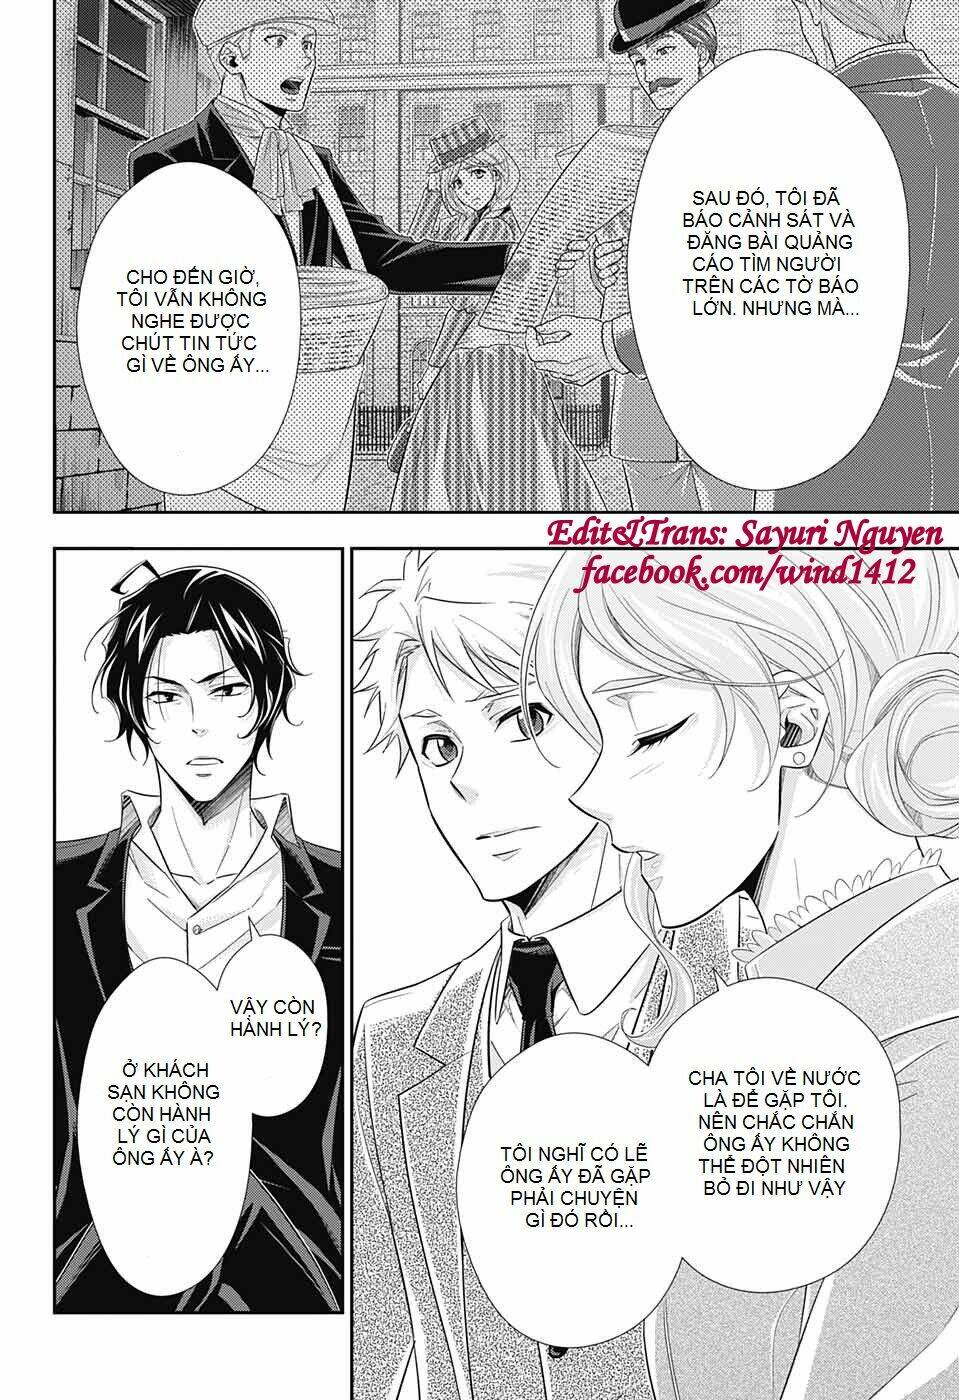 SAU ĐÓ, TÔI ĐÃ
BÁO CẢNH SÁT VÀ
ĐĂNG BÀI QUẢNG
CÁO TÌM NGƯỜI
TRÊN CÁC TỜ BÁO
LỚN. NHƯNG MÀ...
CHO ĐẾN GIỜ,
TÔI VẪN KHÔNG
NGHE ĐƯỢC
CHÚT TIN TỨC
GÌ VỀ ÔNG ẤY...
Edit&Trans: Sayuri Nguyen
facebook.com/wind1412
CHA TÔI VỀ NƯỚC
LÀ ĐỂ GẶP TÔI.
NÊN CHẮC CHẮN
ÔNG ẤY KHÔNG
THỂ ĐỘT NHIÊN
BỎ ĐI NHƯ VẬY
TÔI NGHĨ CÓ LẼ
ÔNG ẤY ĐÃ GẶP
PHẢI CHUYỆN
GÌ ĐÓ RỒI...
VẬY CÒN
HÀNH LÝ?
Ở KHÁCH
SẠN KHÔNG
CÒN HÀNH
LÝ GÌ CỦA
ÔNG ẤY À?